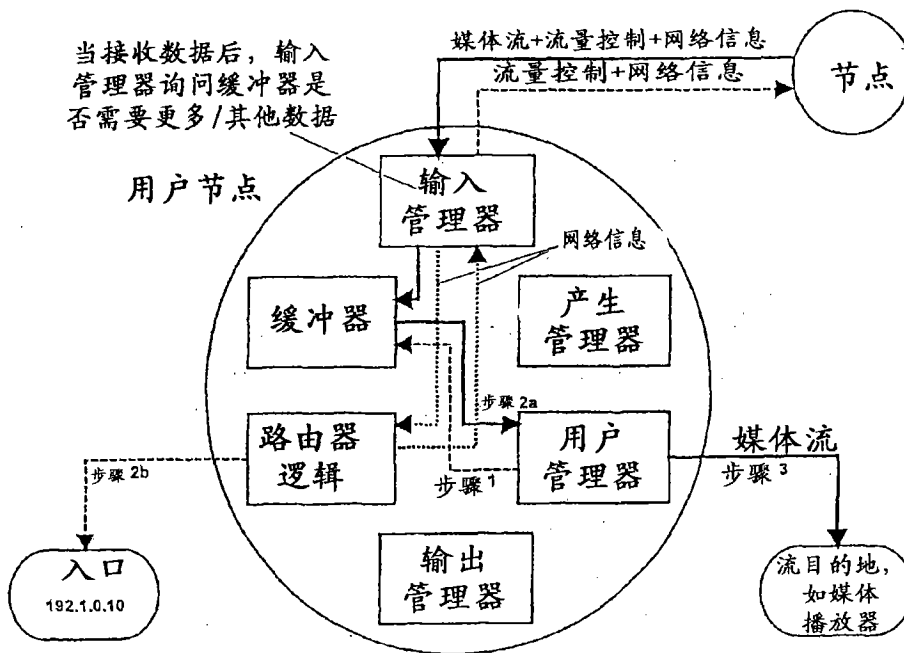 当接收数据后，输入
管理器询问缓冲器是
否需要更多/其他数据
媒体流+流量控制+网络信息
流量控制+网络信息
节点
用户节点
输入
管理器
网络信息
缓冲器
产生
管理器
步骤 2a
路由器
逻辑
用户
管理器
媒体流
步骤 3
步骤 2b
步骤 1
入口
192.1.0.10
输出
管理器
流目的地，
如媒体
播放器